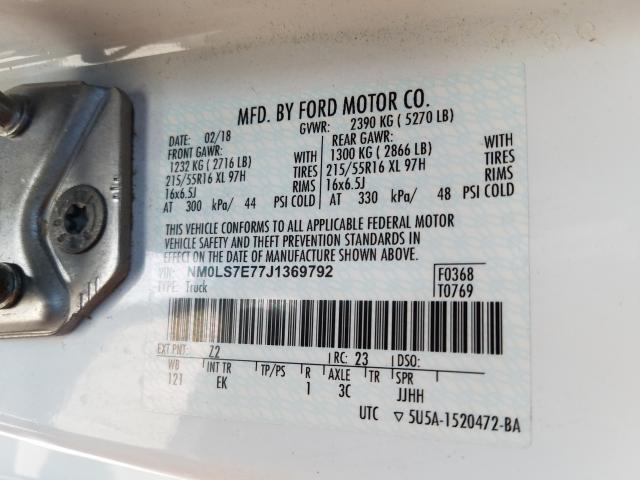 MFD. BY FORD MOTOR CO.
DATE: 02/18 GVWR: 2390 KG ( 5270 LB)
FRONT GAWR: REAR GAWR:
1232 KG ( 2716 LB) WITH 1300 KG ( 2866 LB) WITH
215/55R16 XL 97H TIRES 215/55R16 XL 97H TIRES
16x6.5J RIMS 16x6.5J RIMS
AT 300 kPa/ 44 PSI COLD AT 330 kPa/ 48 PSI COLD
THIS VEHICLE CONFORMS TO ALL APPLICABLE FEDERAL MOTOR
VEHICLE SAFETY AND THEFT PREVENTION STANDARDS IN
EFFECT ON THE DATE OF MANUFACTURE SHOWN ABOVE.
VIN: NM0LS7E77J1369792 F0368
TYPE: Truck T0769
EXT PNT: Z2 RC: 23 DSO:
WB INT TR TP/PS R AXLE TR SPR
121 EK 1 3C JJHH
UTC ▽ 5U5A-1520472-BA